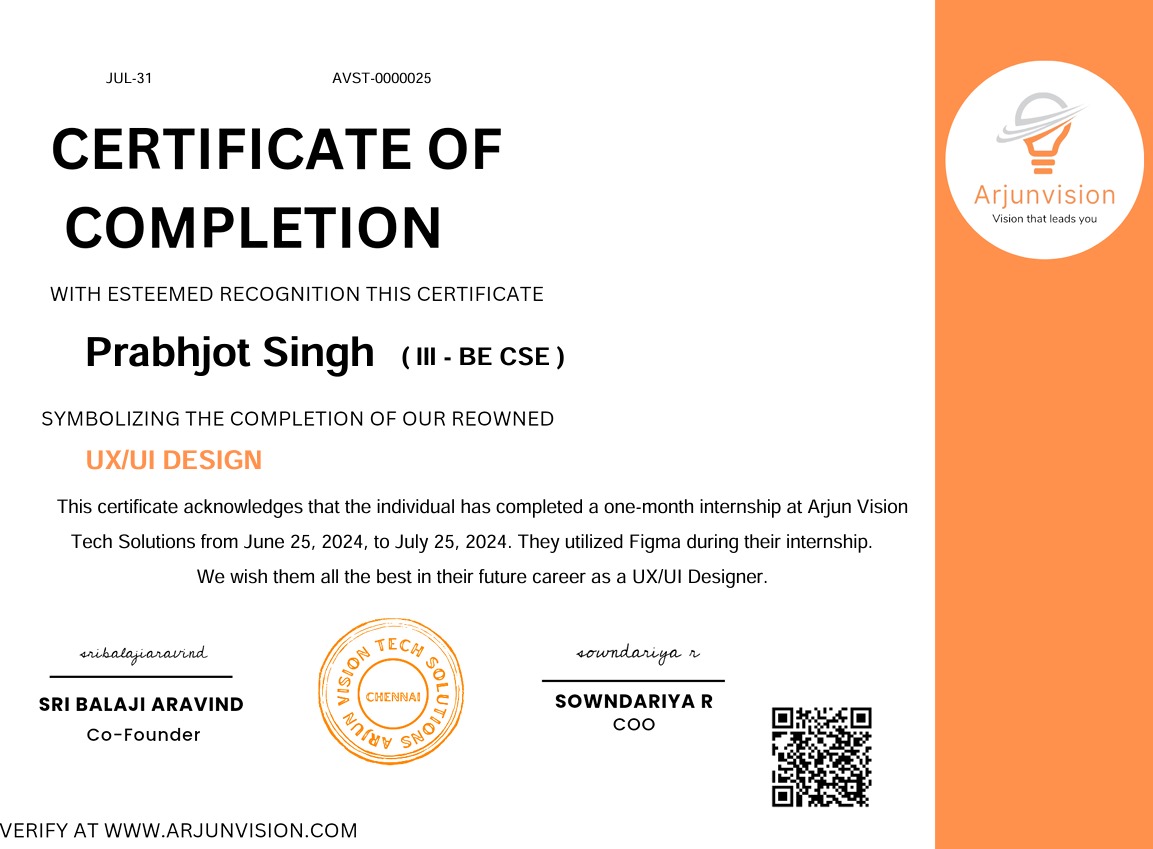 JUL-31 AVST-0000025
Arjunvision
Vision that leads you
CERTIFICATE OF
COMPLETION
WITH ESTEEMED RECOGNITION THIS CERTIFICATE
Prabhjot Singh ( III - BE CSE )
SYMBOLIZING THE COMPLETION OF OUR REOWNED
UX/UI DESIGN
This certificate acknowledges that the individual has completed a one-month internship at Arjun Vision
Tech Solutions from June 25, 2024, to July 25, 2024. They utilized Figma during their internship.
We wish them all the best in their future career as a UX/UI Designer.
sribalajiaravind
SRI BALAJI ARAVIND
Co-Founder
ARJUN VISION TECH SOLUTIONS
CHENNAI
sowndariya r
SOWNDARIYA R
COO
VERIFY AT WWW.ARJUNVISION.COM